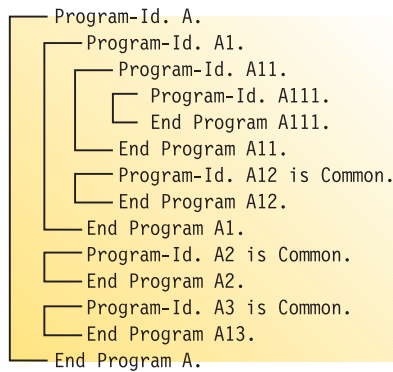 Program-Id. A.
Program-Id. A1.
Program-Id. A11.
Program-Id. A111.
End Program A111.
End Program A11.
Program-Id. A12 is Common.
End Program A12.
End Program A1.
Program-Id. A2 is Common.
End Program A2.
Program-Id. A3 is Common.
End Program A13.
End Program A.